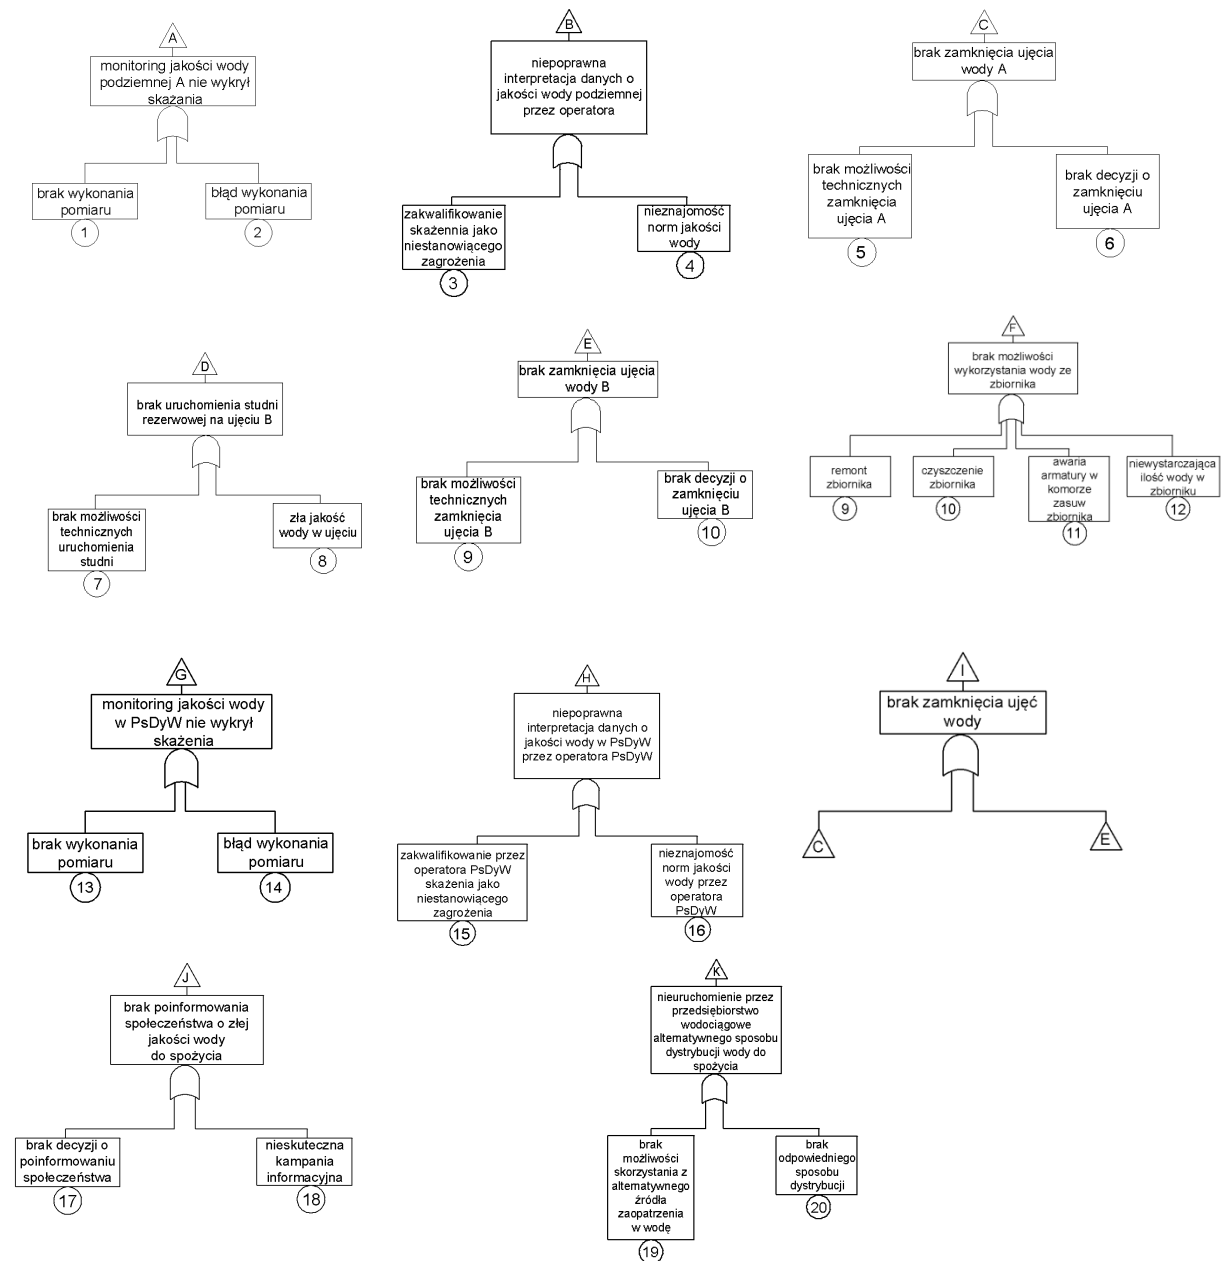 A
monitoring jakości wody
podziemnej A nie wykrył
skażania
brak wykonania
pomiaru
1
błąd wykonania
pomiaru
2
B
niepoprawna
interpretacja danych o
jakości wody podziemnej
przez operatora
zakwalifikowanie
skażennia jako
niestanowiącego
zagrożenia
3
nieznajomość
norm jakości
wody
4
C
brak zamknięcia ujęcia
wody A
brak możliwości
technicznych
zamknięcia
ujęcia A
5
brak decyzji o
zamknięciu
ujęcia A
6
D
brak uruchomienia studni
rezerwowej na ujęciu B
brak możliwości
technicznych
uruchomienia
studni
7
zła jakość
wody w ujęciu
8
E
brak zamknięcia ujęcia
wody B
brak możliwości
technicznych
zamknięcia
ujęcia B
9
brak decyzji o
zamknięciu
ujęcia B
10
F
brak możliwości
wykorzystania wody ze
zbiornika
remont
zbiornika
9
czyszczenie
zbiornika
10
awaria
armatury w
komorze
zasuw
zbiornika
11
niewystarczająca
ilość wody w
zbiorniku
12
G
monitoring jakości wody
w PsDyW nie wykrył
skażenia
brak wykonania
pomiaru
13
błąd wykonania
pomiaru
14
H
niepoprawna
interpretacja danych o
jakości wody w PsDyW
przez operatora PsDyW
zakwalifikowanie przez
operatora PsDyW
skażenia jako
niestanowiącego
zagrożenia
15
nieznajomość
norm jakości
wody przez
operatora
PsDyW
16
I
brak zamknięcia ujęć
wody
C
E
J
brak poinformowania
społeczeństwa o złej
jakości wody
do spożycia
brak decyzji o
poinformowaniu
społeczeństwa
17
nieskuteczna
kampania
informacyjna
18
K
nieuruchomienie przez
przedsiębiorstwo
wodociągowe
alternatywnego sposobu
dystrybucji wody do
spożycia
brak
możliwości
skorzystania z
alternatywnego
źródła
zaopatrzenia
w wodę
19
brak
odpowiedniego
sposobu
dystrybucji
20